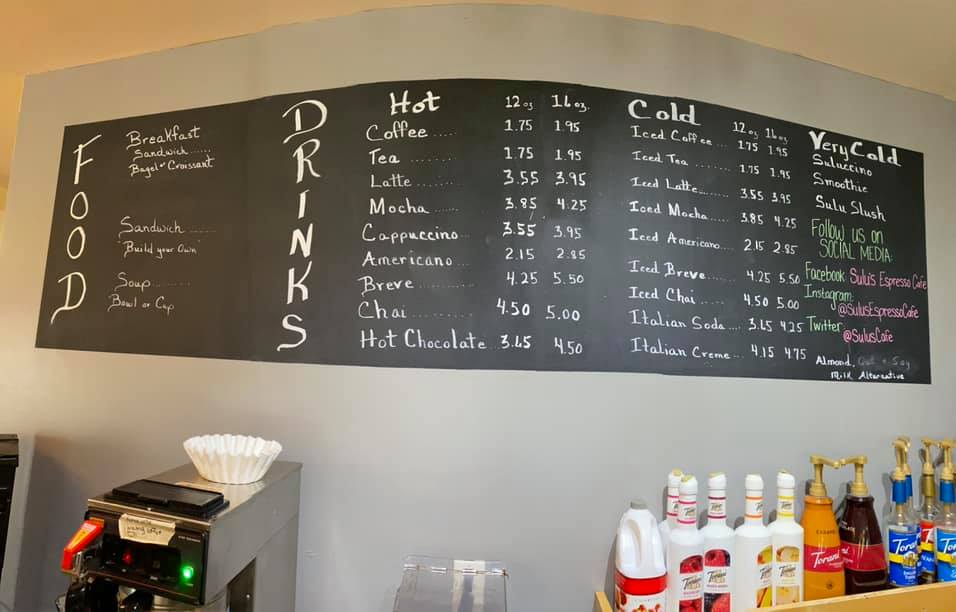 FOOD
Breakfast
Sandwich ......
Bagel or Croissant
Sandwich ......
"Build your Own"
Soup .........
Bowl or Cup
DRINKS
Hot 12 oz 16 oz.
Coffee ..... 1.75 1.95
Tea ........ 1.75 1.95
Latte ......... 3.55 3.95
Mocha ...... 3.85 4.25
Cappuccino... 3.55 3.95
Americano.... 2.15 2.85
Breve ........... 4.25 5.50
Chai ............. 4.50 5.00
Hot Chocolate... 3.65 4.50
Cold 12 oz 16 oz
Iced Coffee ... 1.75 1.95
Iced Tea ...... 1.75 1.95
Iced Latte....... 3.55 3.95
Iced Mocha ..... 3.85 4.25
Iced Americano.... 2.15 2.85
Iced Breve....... 4.25 5.50
Iced Chai ..... 4.50 5.00
Italian Soda .... 3.65 4.25
Italian Creme... 4.15 4.75
Very Cold
Suluccino
Smoothie
Sulu Slush
Follow us on
SOCIAL MEDIA
Facebook Sulu's Espresso Cafe
Instagram:
@SulusEspressoCafe
Twitter
@SulusCafe
Almond,
Milk Alterative
Torani
Torani
Torani
Torani
Torani